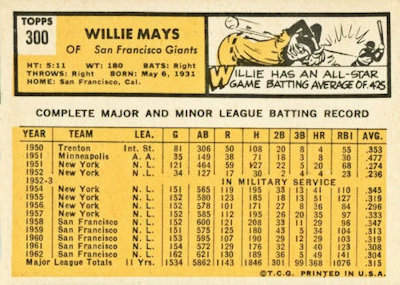 TOPPS
300
WILLIE MAYS
OF San Francisco Giants
HT: 5:11 WT: 180 BATS: Right
THROWS: Right BORN: May 6, 1931
HOME: San Francisco, Cal.
WILLIE HAS AN ALL-STAR
GAME BATTING AVERAGE OF .475
COMPLETE MAJOR AND MINOR LEAGUE BATTING RECORD
YEAR TEAM LEA. G AB R H 2B 3B HR RBI AVG.
1950 Trenton Int. St. 81 306 50 108 20 8 4 55 .353
1951 Minneapolis A. A. 35 149 38 71 18 3 8 30 .477
1951 New York N. L. 121 464 59 127 22 5 20 68 .274
1952 New York N. L. 34 127 17 30 2 4 4 23 .236
1952-3 IN MILITARY SERVICE
1954 New York N. L. 151 565 119 195 33 13 41 110 .345
1955 New York N. L. 152 580 123 185 18 13 51 127 .319
1956 New York N. L. 152 578 101 171 27 8 36 84 .296
1957 New York N. L. 152 585 112 195 26 20 35 97 .333
1958 San Francisco N. L. 152 600 121 208 33 11 29 96 .347
1959 San Francisco N. L. 151 575 125 180 43 5 34 104 .313
1960 San Francisco N. L. 153 595 107 190 29 12 29 103 .319
1961 San Francisco N. L. 154 572 129 176 32 3 40 123 .308
1962 San Francisco N. L. 162 621 130 189 36 5 49 141 .304
Major League Totals 11 Yrs. 1534 5862 1143 1846 301 99 368 1076 .315
©T.C.G. PRINTED IN U.S.A.